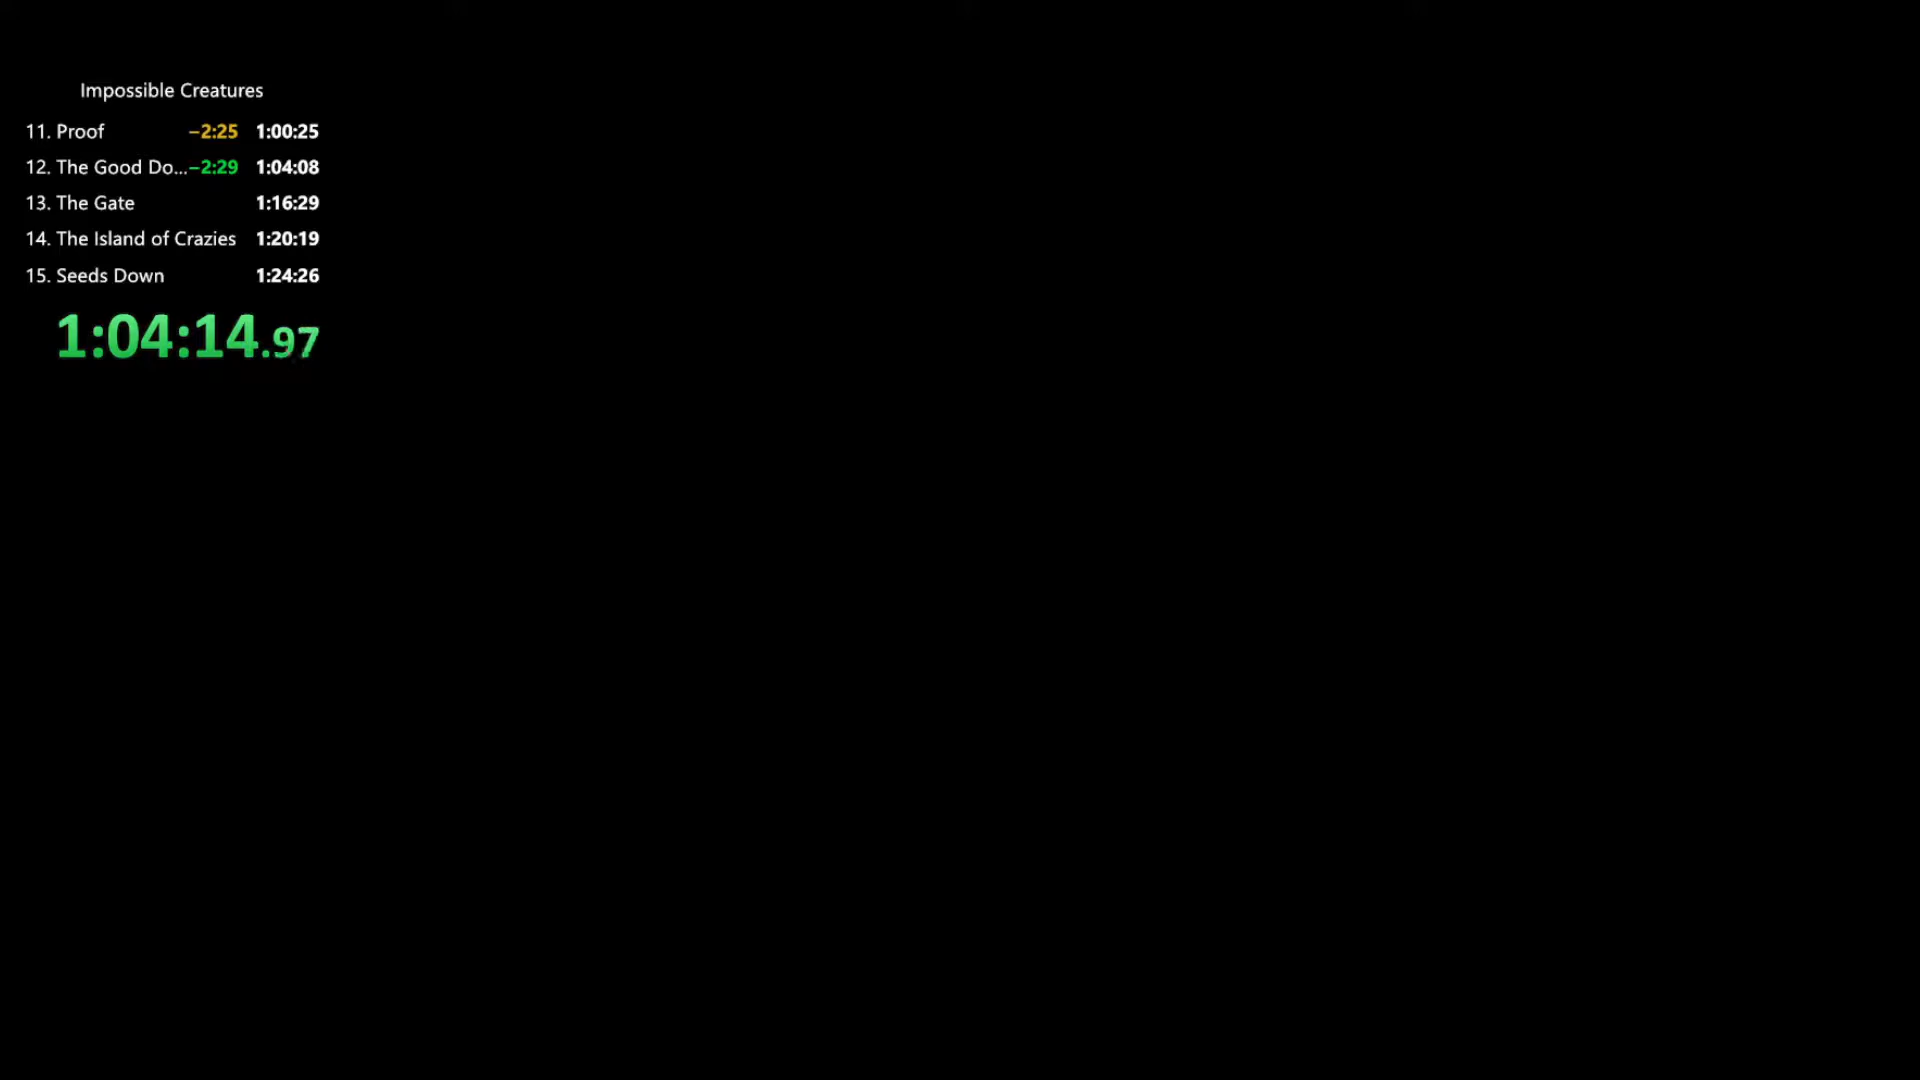 Impossible Creatures
11. Proof −2:25 1:00:25
12. The Good Do... −2:29 1:04:08
13. The Gate 1:16:29
14. The Island of Crazies 1:20:19
15. Seeds Down 1:24:26
1:04:14.97